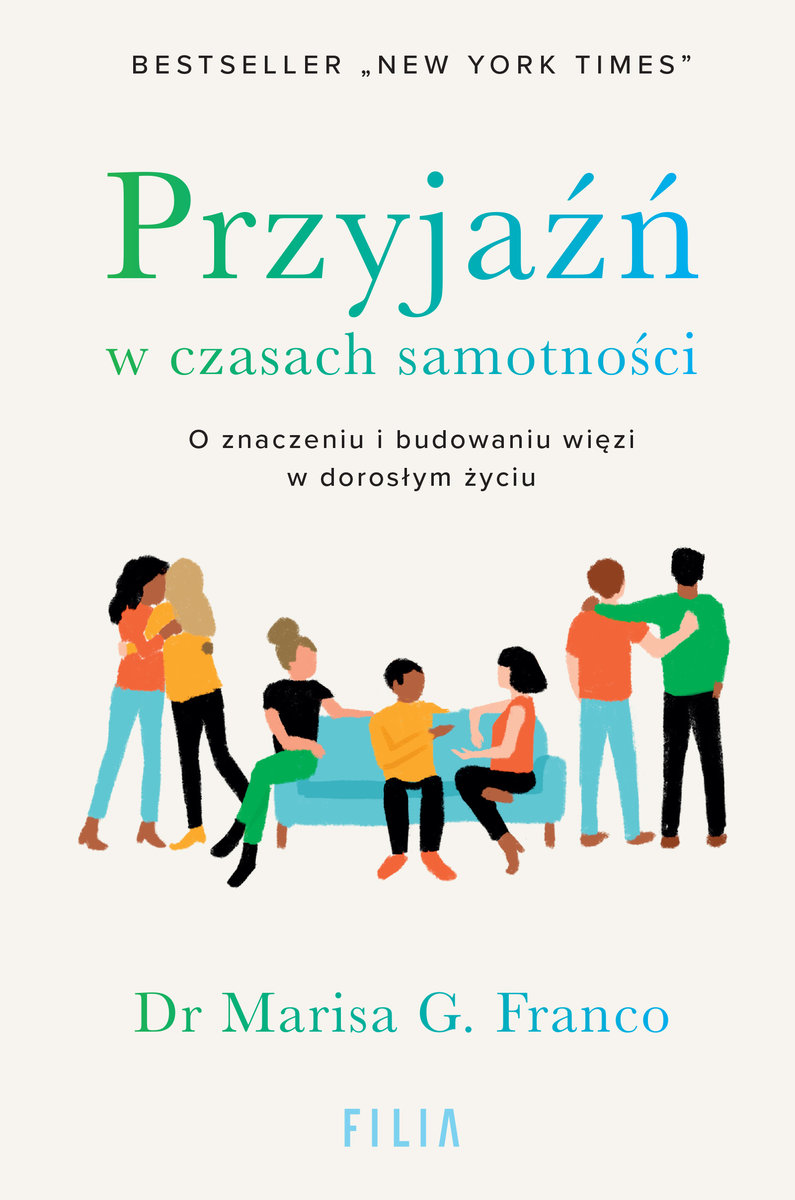 BESTSELLER „NEW YORK TIMES”
Przyjaźń
w czasach samotności
O znaczeniu i budowaniu więzi
w dorosłym życiu
Dr Marisa G. Franco
FILIA